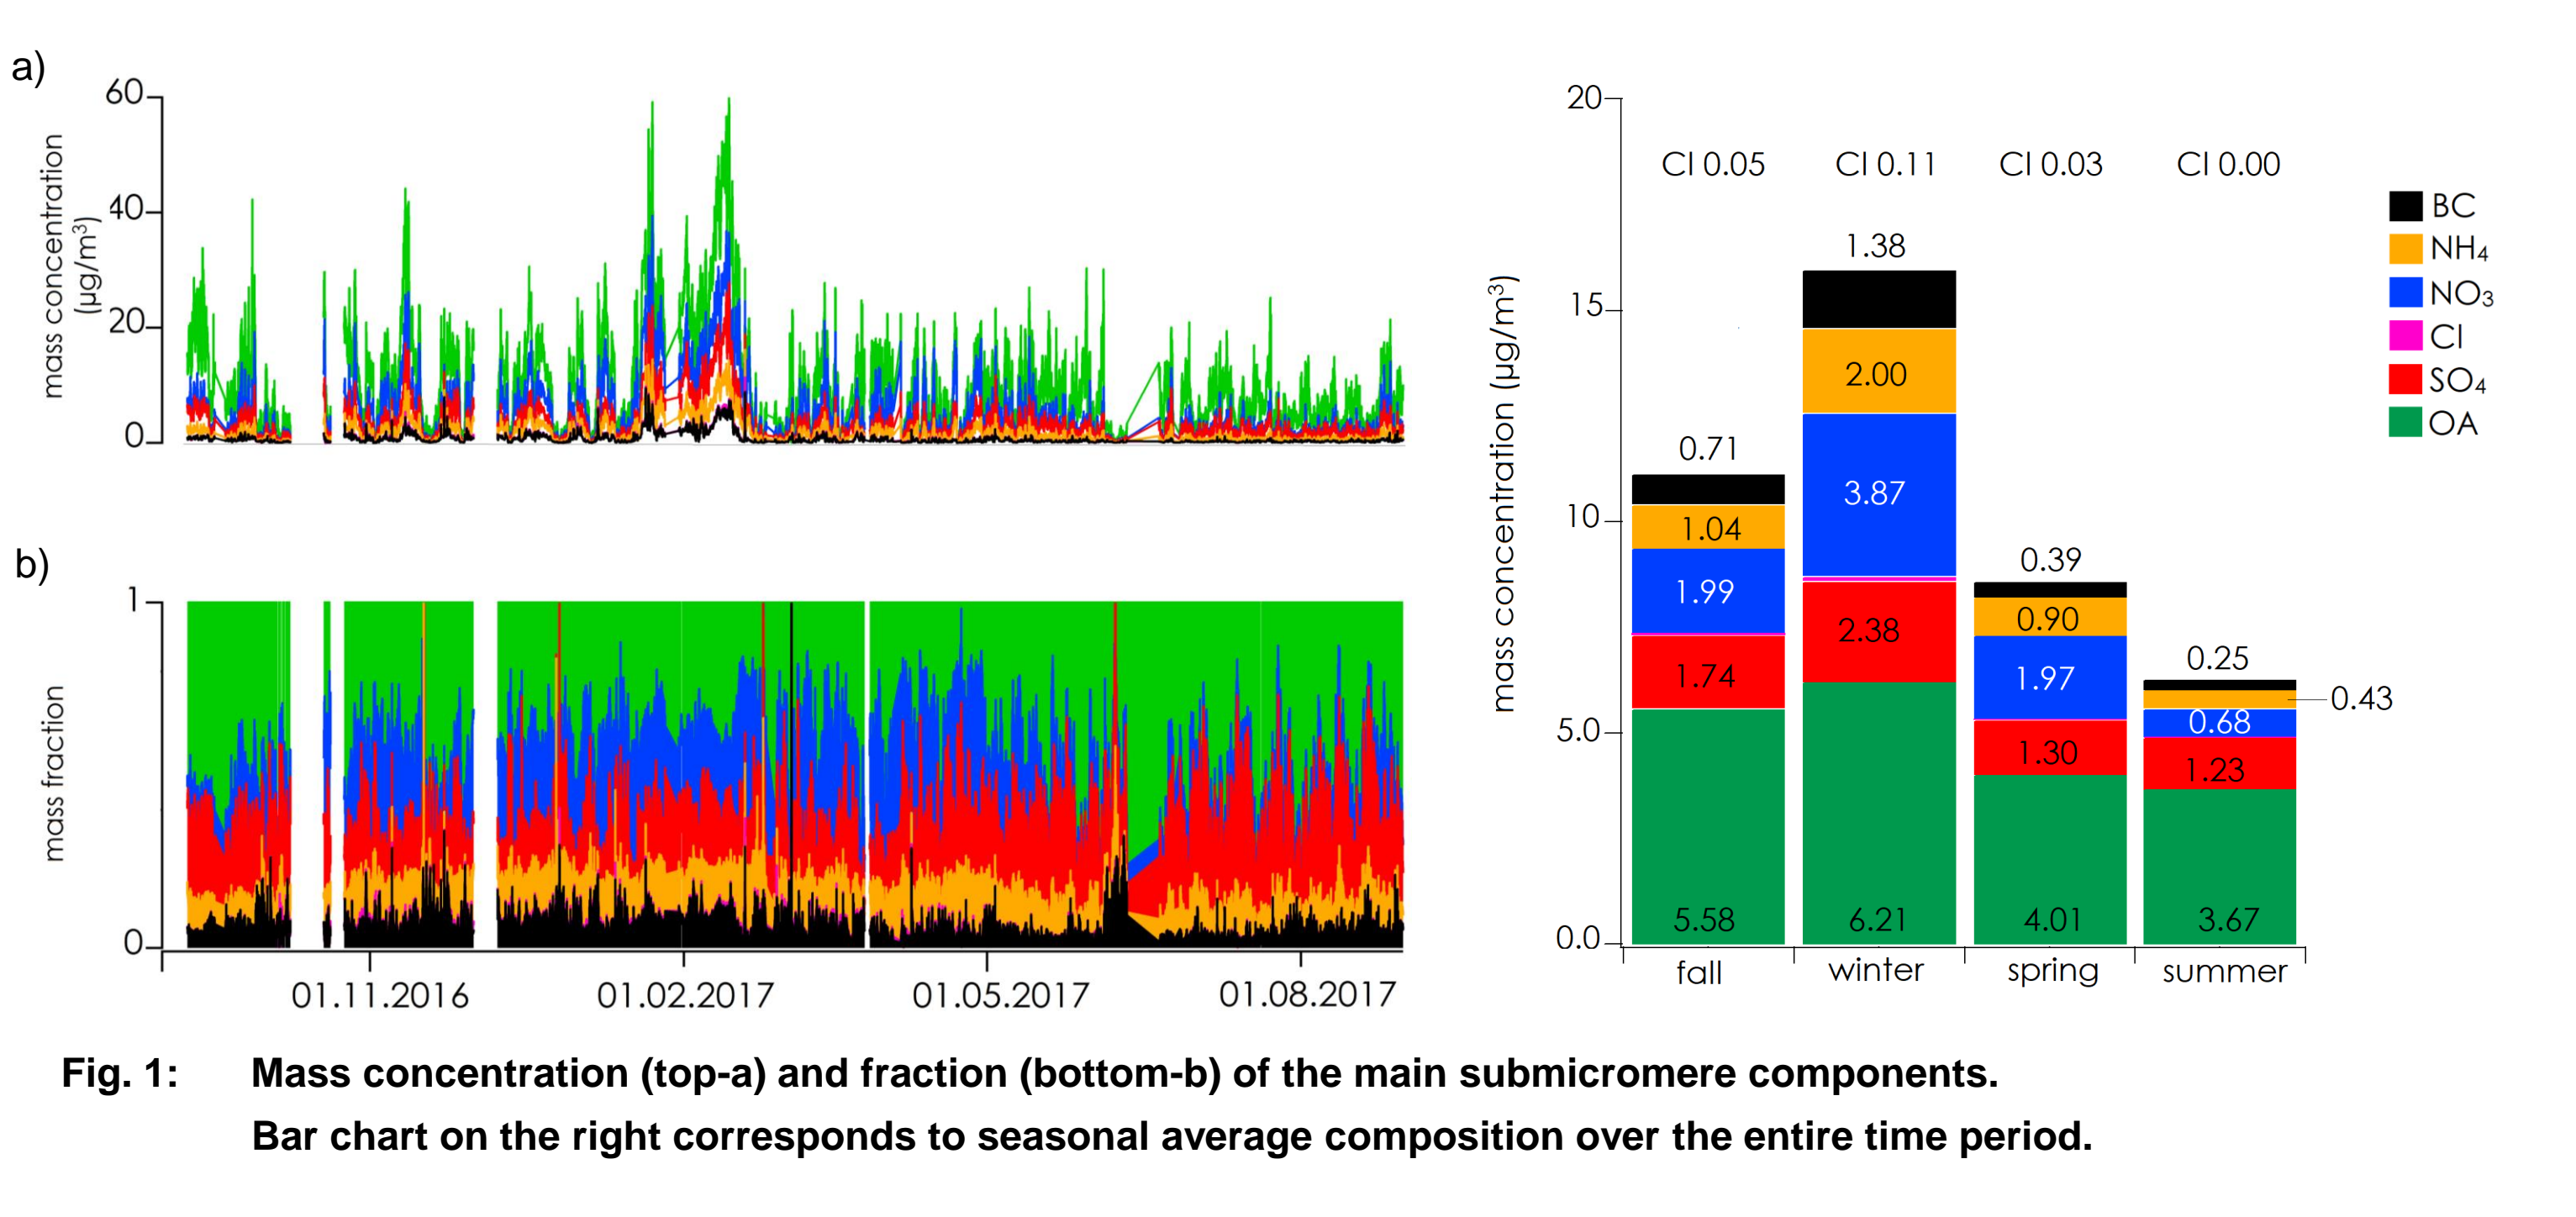 a)
60
40
20
0
mass concentration
(µg/m³)
b)
1
0
mass fraction
01.11.2016
01.02.2017
01.05.2017
01.08.2017
20
15
10
5.0
0.0
mass concentration (µg/m³)
Cl 0.05
Cl 0.11
Cl 0.03
Cl 0.00
0.71
1.04
1.99
1.74
5.58
1.38
2.00
3.87
2.38
6.21
0.39
0.90
1.97
1.30
4.01
0.25
0.43
0.68
1.23
3.67
fall
winter
spring
summer
BC
NH₄
NO₃
Cl
SO₄
OA
Fig. 1: Mass concentration (top-a) and fraction (bottom-b) of the main submicromere components.
Bar chart on the right corresponds to seasonal average composition over the entire time period.